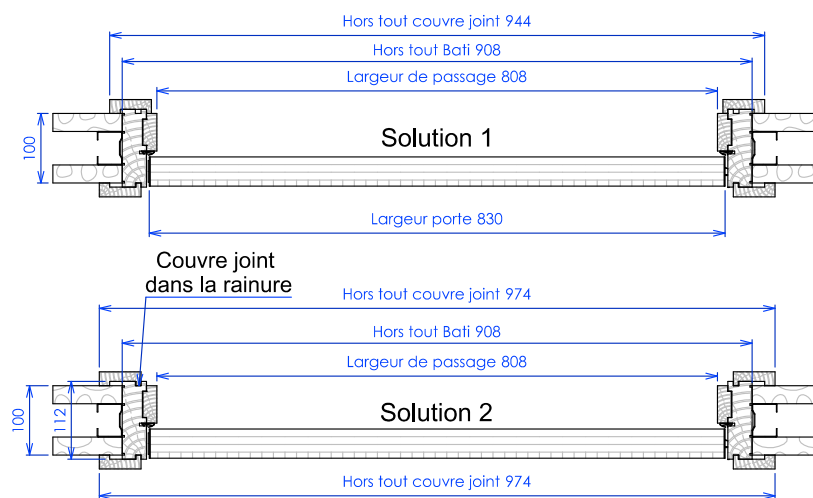 Hors tout couvre joint 944
Hors tout Bati 908
Largeur de passage 808
Solution 1
100
Largeur porte 830
Couvre joint
dans la rainure
Hors tout couvre joint 974
Hors tout Bati 908
Largeur de passage 808
Solution 2
100
112
Hors tout couvre joint 974